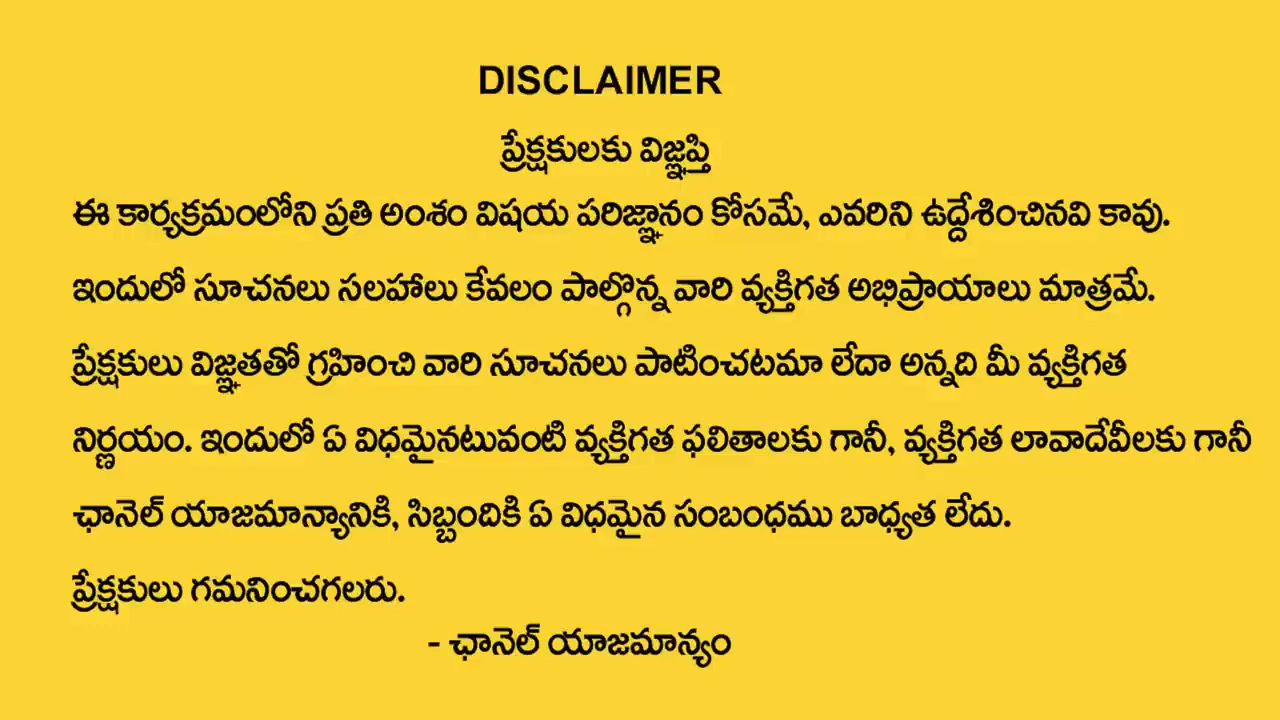 DISCLAIMER
ప్రేక్షకులకు విజ్ఞప్తి
ఈ కార్యక్రమంలోని ప్రతి అంశం విషయ పరిజ్ఞానం కోసమే, ఎవరిని ఉద్దేశించినవి కావు.
ఇందులో సూచనలు సలహాలు కేవలం పాల్గొన్న వారి వ్యక్తిగత అభిప్రాయాలు మాత్రమే.
ప్రేక్షకులు విజ్ఞతతో గ్రహించి వారి సూచనలు పాటించటమా లేదా అన్నది మీ వ్యక్తిగత
నిర్ణయం. ఇందులో ఏ విధమైనటువంటి వ్యక్తిగత ఫలితాలకు గానీ, వ్యక్తిగత లావాదేవీలకు గానీ
ఛానెల్ యాజమాన్యానికి, సిబ్బందికి ఏ విధమైన సంబంధము బాధ్యత లేదు.
ప్రేక్షకులు గమనించగలరు.
- ఛానెల్ యాజమాన్యం